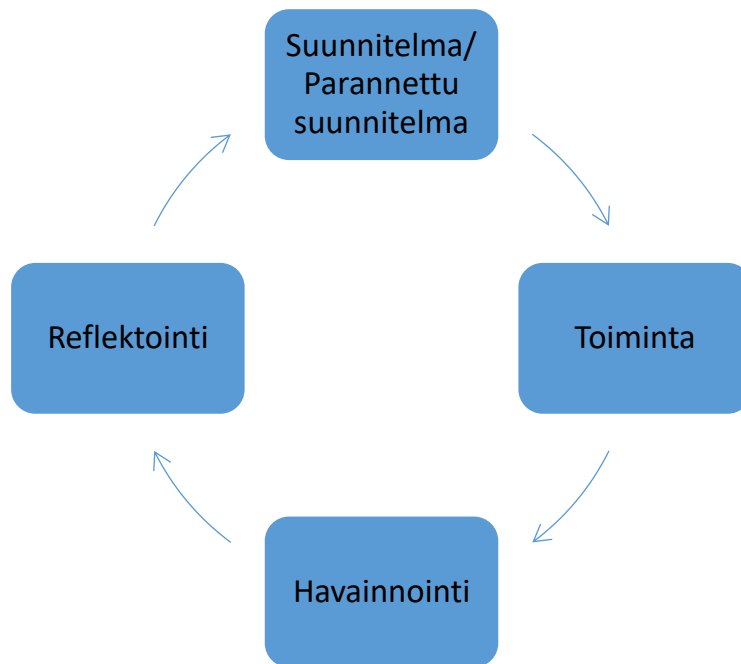 Suunnitelma/
Parannettu
suunnitelma
Toiminta
Havainnointi
Reflektointi